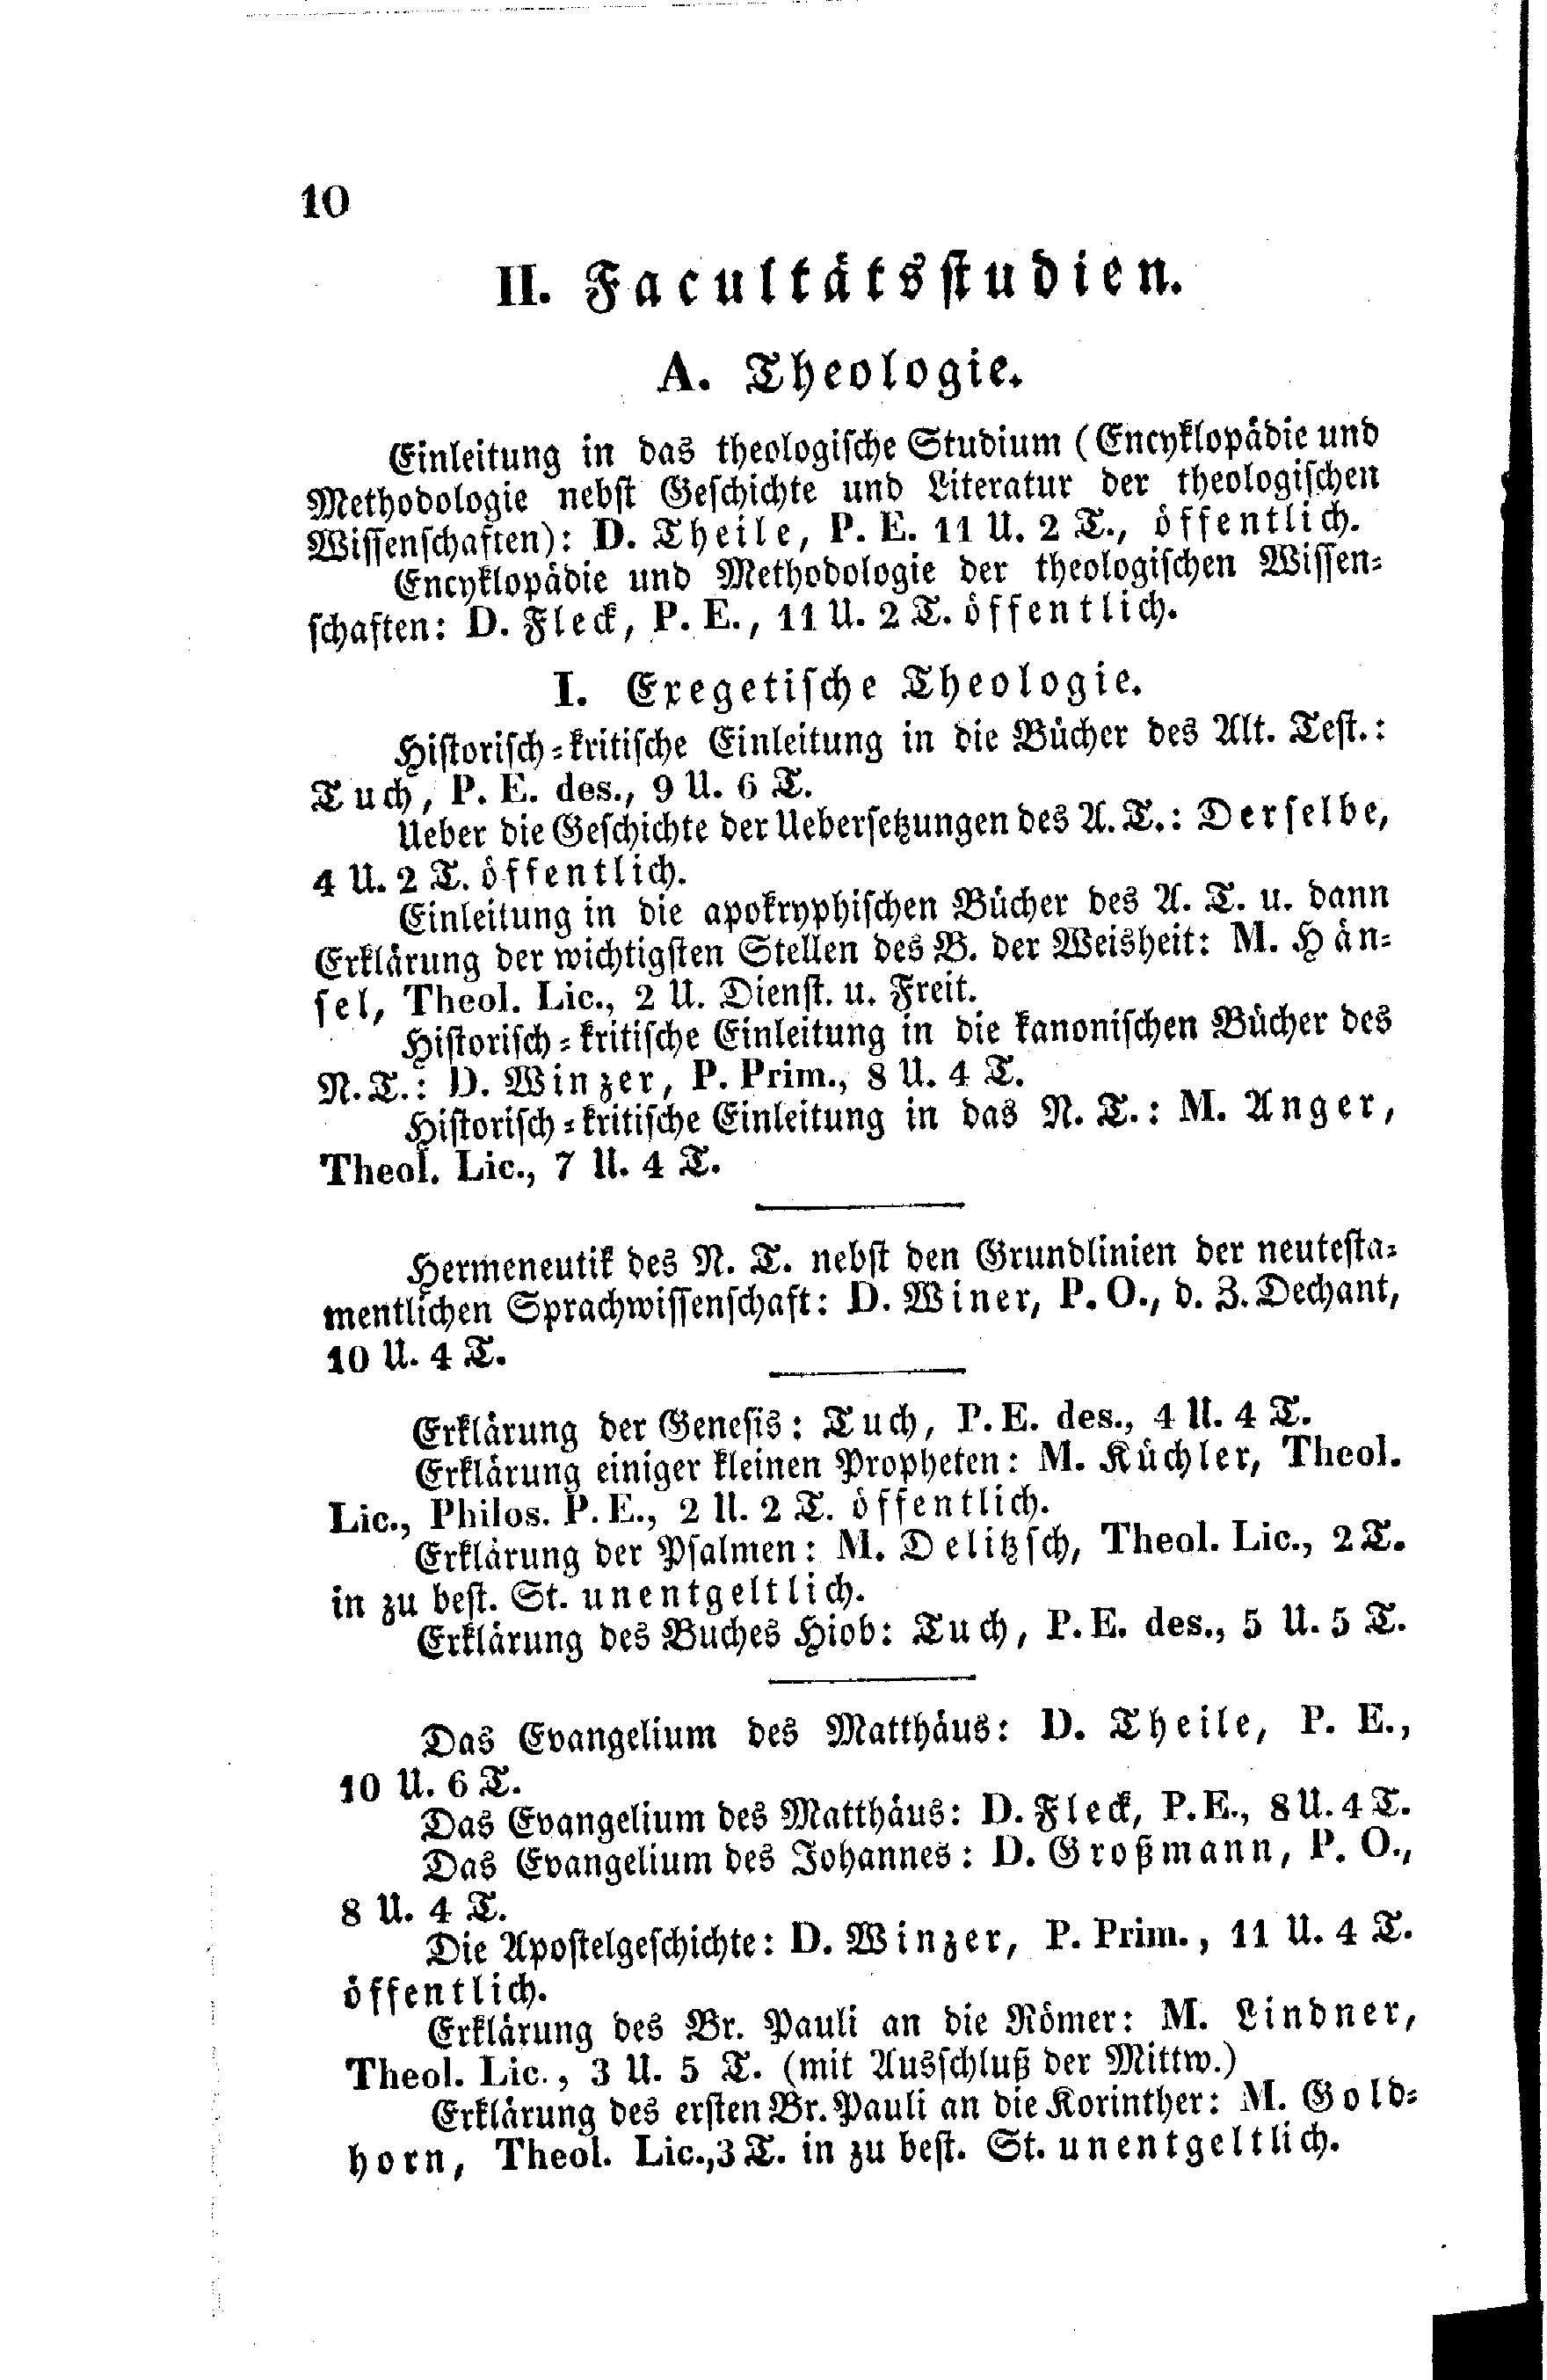 10
II. Facultätsstudien.
A. Theologie.
Einleitung in das theologische Studium (Encyklopädie und
Methodologie nebst Geschichte und Literatur der theologischen
Wissenschaften): D. Theile, P. E. 11 U. 2 T., öffentlich.
Encyklopädie und Methodologie der theologischen Wissen-
schaften: D. Fleck, P. E., 11 U. 2 T. öffentlich.
I. Exegetische Theologie.
Historisch-kritische Einleitung in die Bücher des Alt. Test.:
Tuch, P. E. des., 9 U. 6 T.
Ueber die Geschichte der Uebersetzungen des A. T.: Derselbe,
4 U. 2 T. öffentlich.
Einleitung in die apokryphischen Bücher des A. T. u. dann
Erklärung der wichtigsten Stellen des B. der Weisheit: M. Hän-
sel, Theol. Lic., 2 U. Dienst. u. Freit.
Historisch-kritische Einleitung in die kanonischen Bücher des
N. T.: D. Winzer, P. Prim., 8 U. 4 T.
Historisch-kritische Einleitung in das N. T.: M. Anger,
Theol. Lic., 7 U. 4 T.
Hermeneutik des N. T. nebst den Grundlinien der neutesta-
mentlichen Sprachwissenschaft: D. Winer, P. O., d. Z. Dechant,
10 U. 4 T.
Erklärung der Genesis: Tuch, P. E. des., 4 U. 4 T.
Erklärung einiger kleinen Propheten: M. Küchler, Theol.
Lic., Philos. P. E., 2 U. 2 T. öffentlich.
Erklärung der Psalmen: M. Delitzsch, Theol. Lic., 2 T.
in zu best. St. unentgeltlich.
Erklärung des Buches Hiob: Tuch, P. E. des., 5 U. 5 T.
Das Evangelium des Matthäus: D. Theile, P. E.,
10 U. 6 T.
Das Evangelium des Matthäus: D. Fleck, P. E., 8 U. 4 T.
Das Evangelium des Johannes: D. Großmann, P. O.,
8 U. 4 T.
Die Apostelgeschichte: D. Winzer, P. Prim., 11 U. 4 T.
öffentlich.
Erklärung des Br. Pauli an die Römer: M. Lindner,
Theol. Lic., 3 U. 5 T. (mit Ausschluß der Mittw.)
Erklärung des ersten Br. Pauli an die Korinther: M. Gold-
horn, Theol. Lic., 3 T. in zu best. St. unentgeltlich.